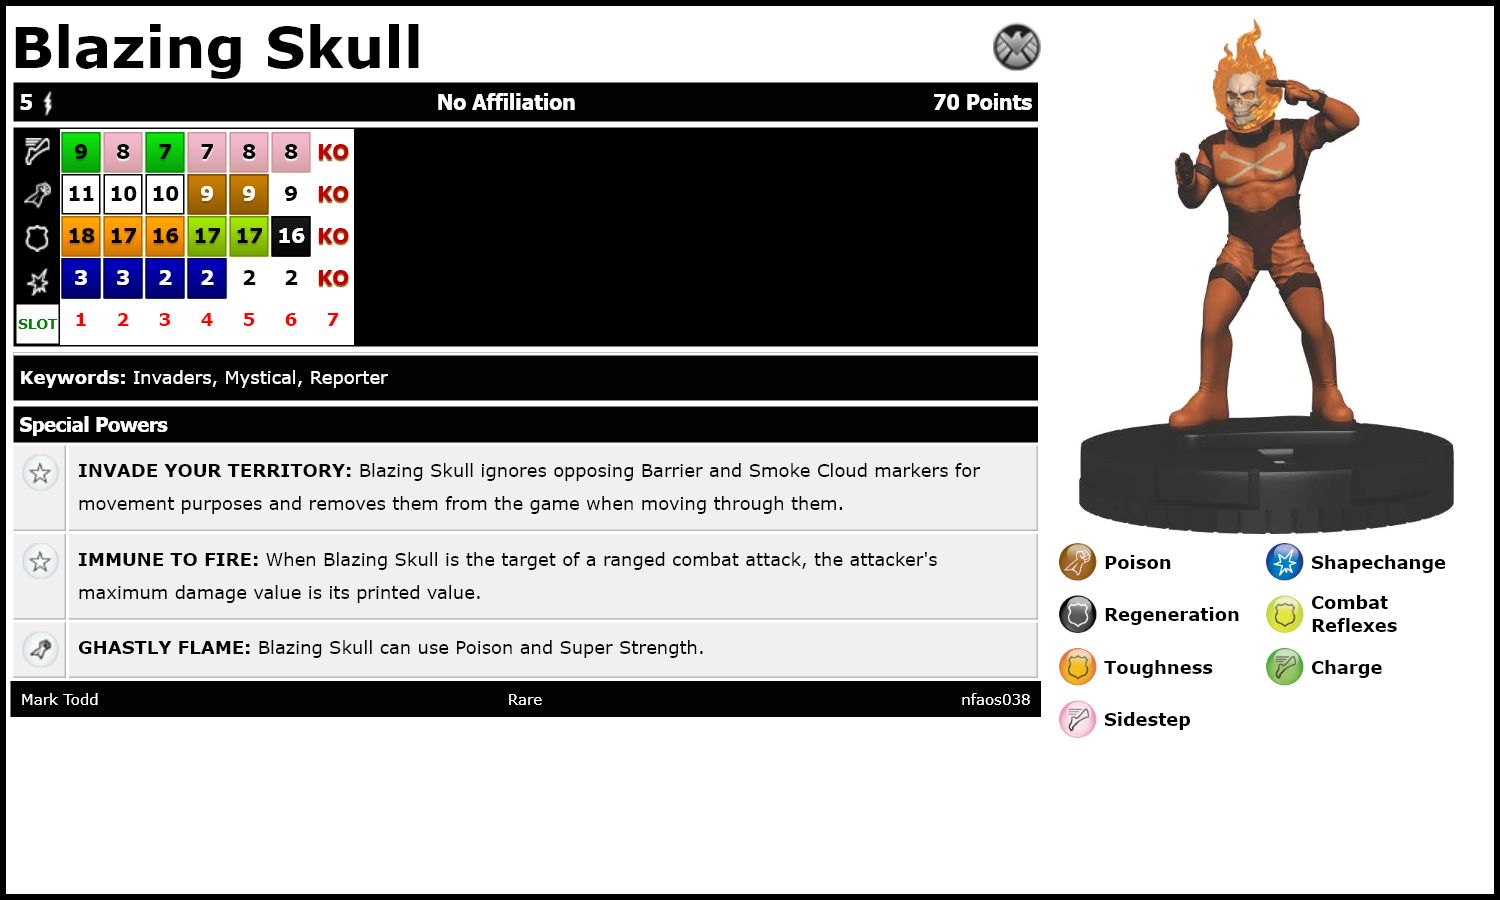 Blazing Skull
5 No Affiliation 70 Points
9 8 7 7 8 8 KO
11 10 10 9 9 9 KO
18 17 16 17 17 16 KO
3 3 2 2 2 2 KO
SLOT 1 2 3 4 5 6 7
Keywords: Invaders, Mystical, Reporter
Special Powers
INVADE YOUR TERRITORY: Blazing Skull ignores opposing Barrier and Smoke Cloud markers for
movement purposes and removes them from the game when moving through them.
IMMUNE TO FIRE: When Blazing Skull is the target of a ranged combat attack, the attacker's
maximum damage value is its printed value.
GHASTLY FLAME: Blazing Skull can use Poison and Super Strength.
Mark Todd Rare nfaos038
Poison Shapechange
Regeneration Combat
Reflexes
Toughness Charge
Sidestep